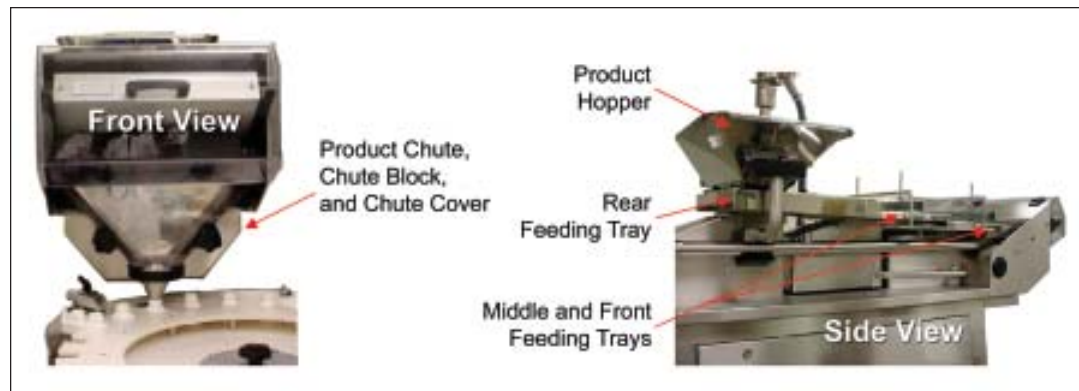 Front View
Product Chute,
Chute Block,
and Chute Cover
Product
Hopper
Rear
Feeding Tray
Middle and Front
Feeding Trays
Side View